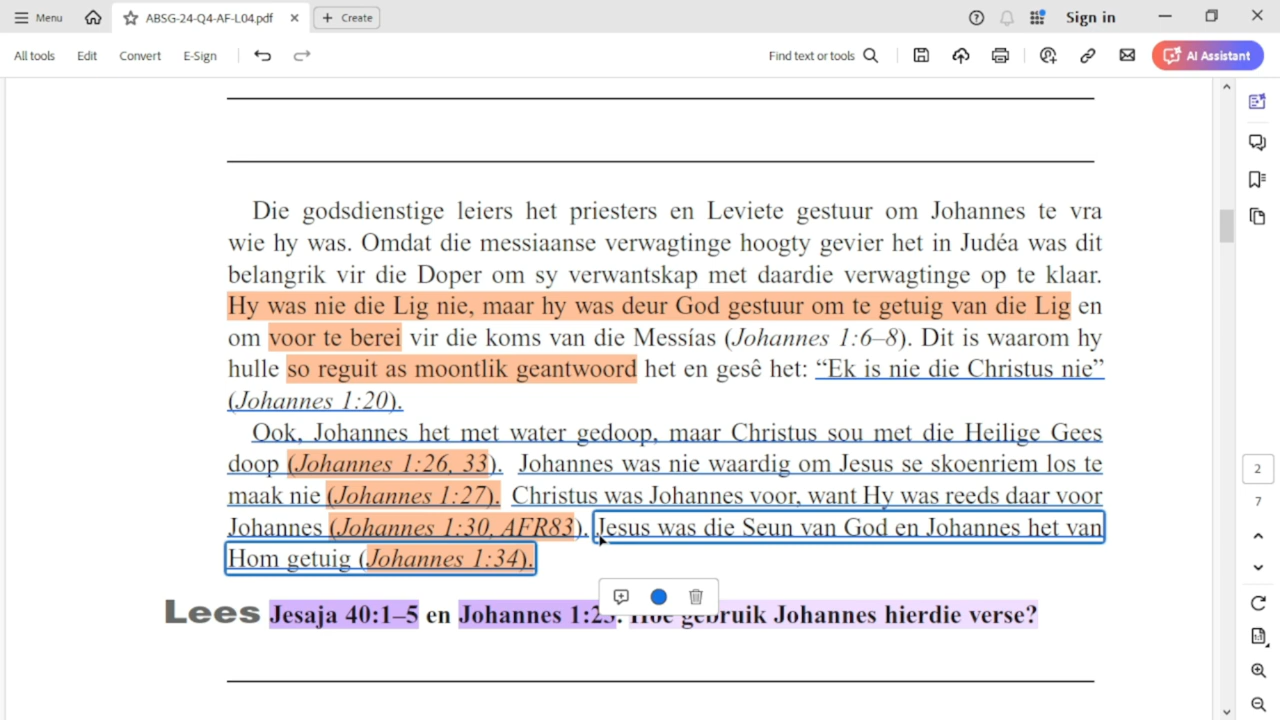 Menu
ABSG-24-Q4-AF-L04.pdf
Create
Sign in
All tools
Edit
Convert
E-Sign
Find text or tools
AI Assistant
Die godsdienstige leiers het priesters en Leviete gestuur om Johannes te vra
wie hy was. Omdat die messiaanse verwagtinge hoogty gevier het in Judéa was dit
belangrik vir die Doper om sy verwantskap met daardie verwagtinge op te klaar.
Hy was nie die Lig nie, maar hy was deur God gestuur om te getuig van die Lig en
om voor te berei vir die koms van die Messías (Johannes 1:6–8). Dit is waarom hy
hulle so reguit as moontlik geantwoord het en gesê het: “Ek is nie die Christus nie”
(Johannes 1:20).
Ook, Johannes het met water gedoop, maar Christus sou met die Heilige Gees
doop (Johannes 1:26, 33). Johannes was nie waardig om Jesus se skoenriem los te
maak nie (Johannes 1:27). Christus was Johannes voor, want Hy was reeds daar voor
Johannes (Johannes 1:30, AFR83). Jesus was die Seun van God en Johannes het van
Hom getuig (Johannes 1:34).
Lees Jesaja 40:1–5 en Johannes 1:23. Hoe gebruik Johannes hierdie verse?
2
7